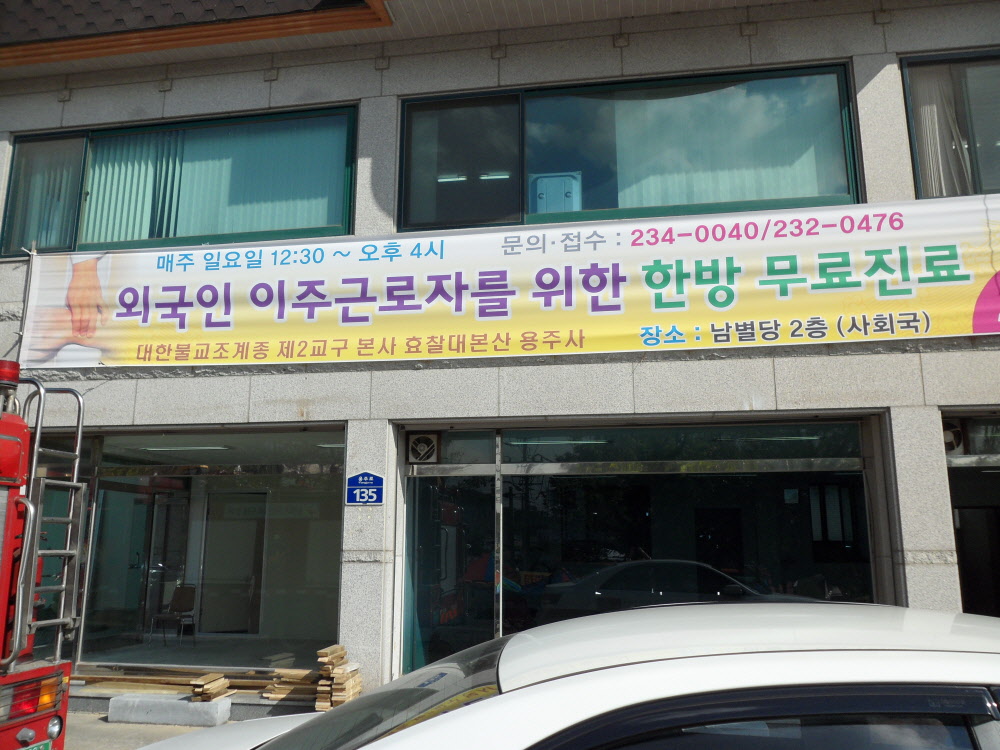 매주 일요일 12:30 ~ 오후 4시
문의·접수 : 234-0040/232-0476
외국인 이주근로자를 위한 한방 무료진료
대한불교조계종 제2교구 본사 효찰대본산 용주사
장소 : 남별당 2층 (사회국)
용주로
135